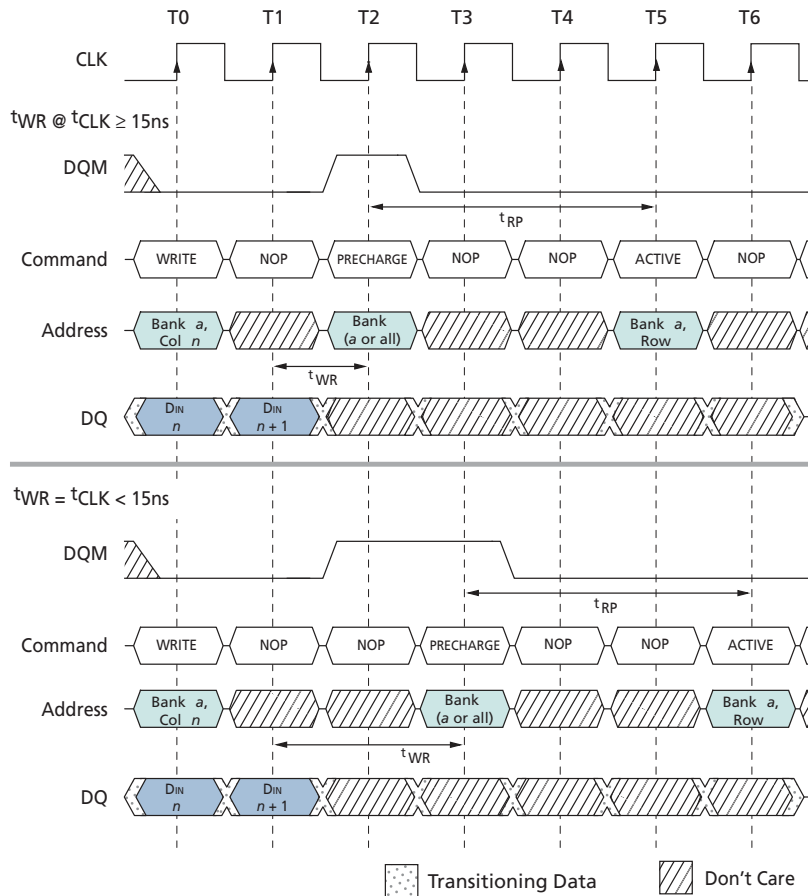 T0 T1 T2 T3 T4 T5 T6
CLK
tWR @ tCLK ≥ 15ns
DQM
tRP
Command WRITE NOP PRECHARGE NOP NOP ACTIVE NOP
Address Bank a, Col n Bank (a or all) Bank a, Row
tWR
DQ DIN n DIN n + 1
tWR = tCLK < 15ns
DQM
tRP
Command WRITE NOP NOP PRECHARGE NOP NOP ACTIVE
Address Bank a, Col n Bank (a or all) Bank a, Row
tWR
DQ DIN n DIN n + 1
Transitioning Data Don't Care